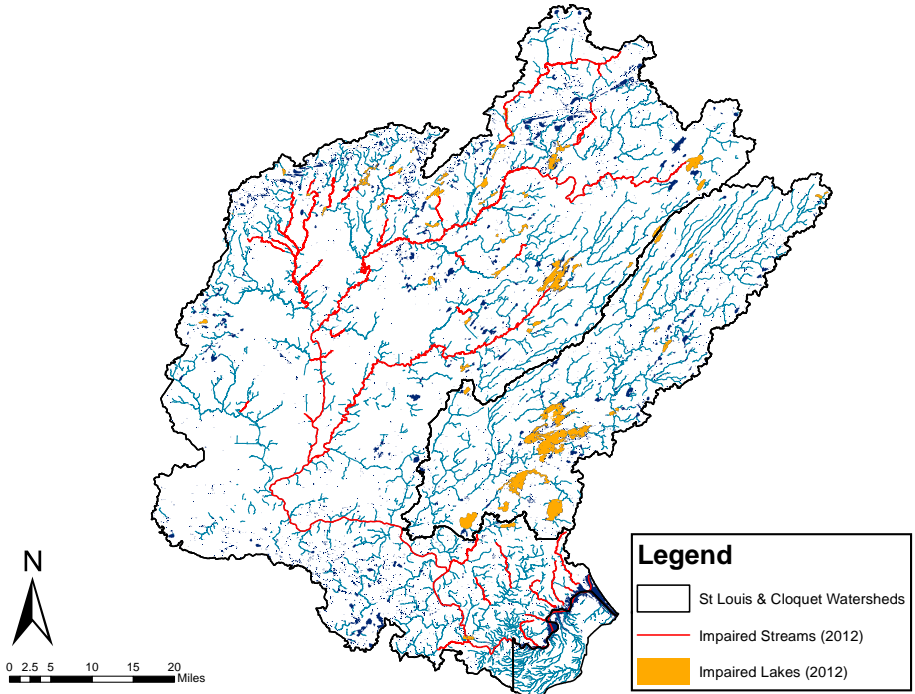 N
0 2.5 5 10 15 20
Miles
Legend
St Louis & Cloquet Watersheds
Impaired Streams (2012)
Impaired Lakes (2012)